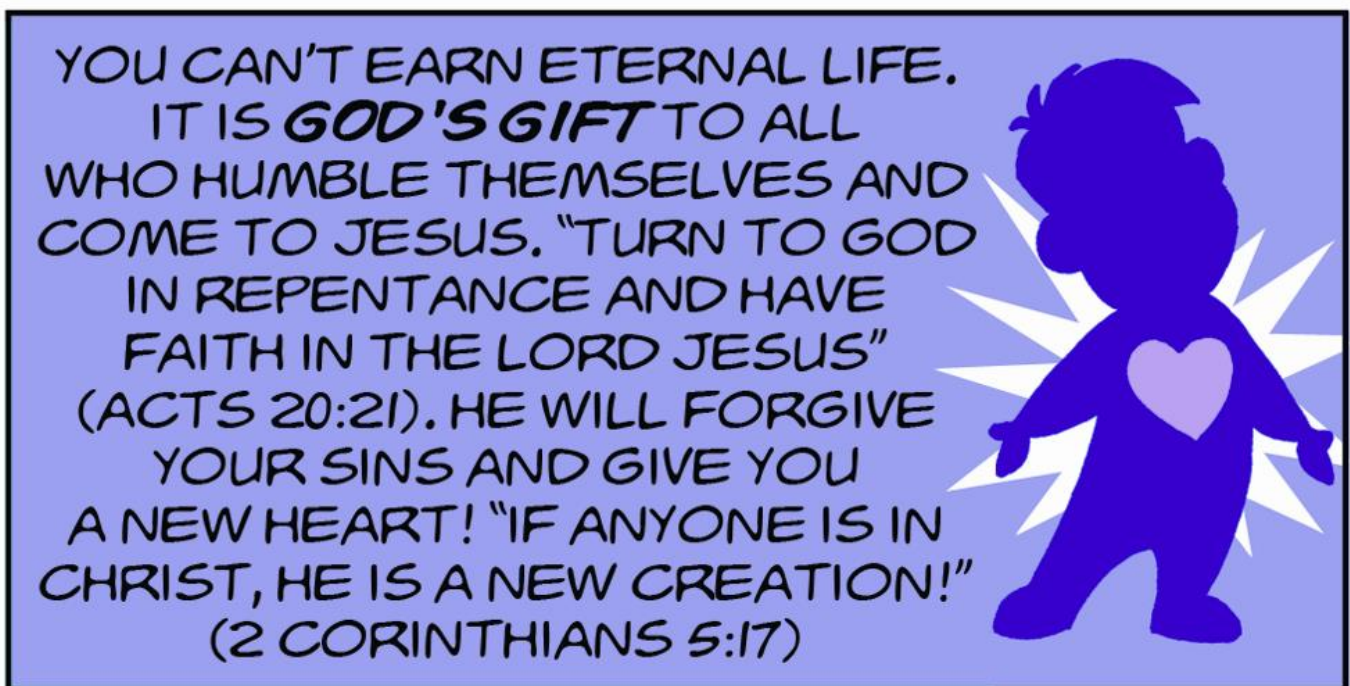 YOU CAN'T EARN ETERNAL LIFE.
IT IS GOD'S GIFT TO ALL
WHO HUMBLE THEMSELVES AND
COME TO JESUS. "TURN TO GOD
IN REPENTANCE AND HAVE
FAITH IN THE LORD JESUS"
(ACTS 20:21). HE WILL FORGIVE
YOUR SINS AND GIVE YOU
A NEW HEART! "IF ANYONE IS IN
CHRIST, HE IS A NEW CREATION!"
(2 CORINTHIANS 5:17)